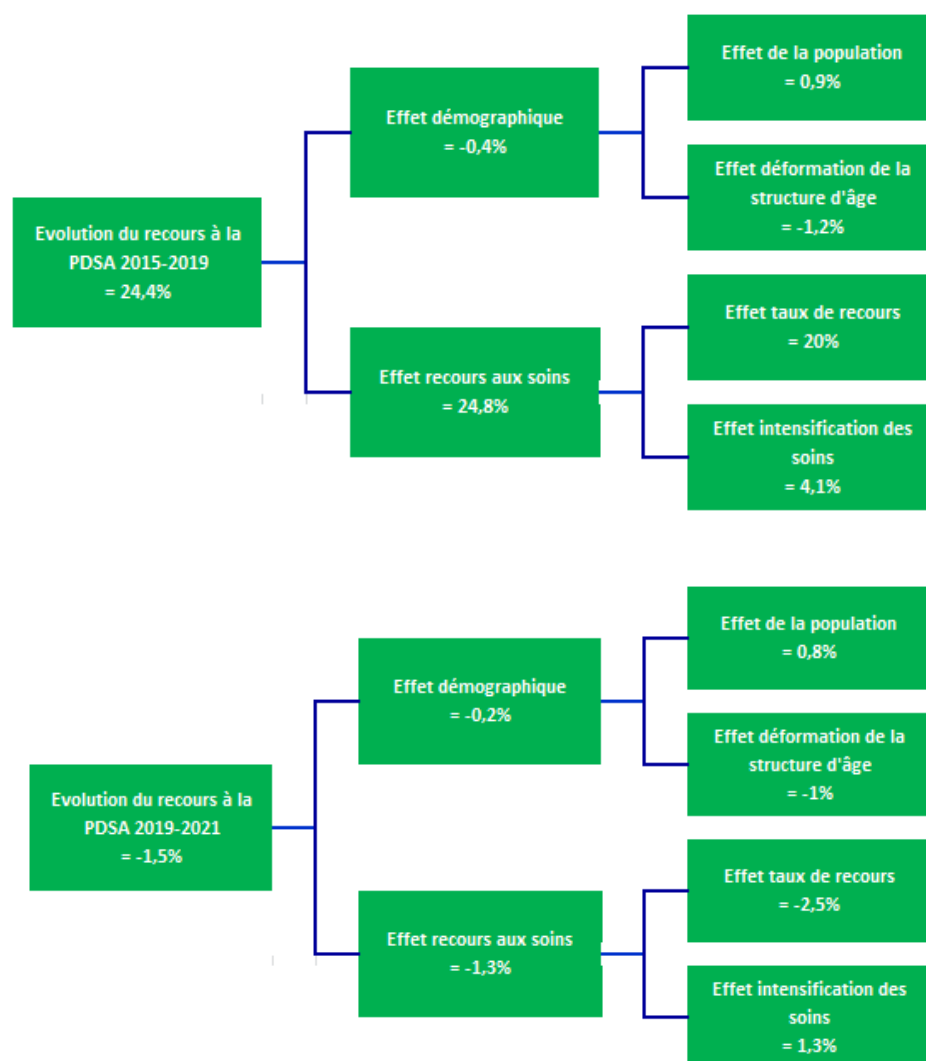 Evolution du recours à la
PDSA 2015-2019
= 24,4%
Effet démographique
= -0,4%
Effet de la population
= 0,9%
Effet déformation de la
structure d'âge
= -1,2%
Effet recours aux soins
= 24,8%
Effet taux de recours
= 20%
Effet intensification des
soins
= 4,1%
Evolution du recours à la
PDSA 2019-2021
= -1,5%
Effet démographique
= -0,2%
Effet de la population
= 0,8%
Effet déformation de la
structure d'âge
= -1%
Effet recours aux soins
= -1,3%
Effet taux de recours
= -2,5%
Effet intensification des
soins
= 1,3%